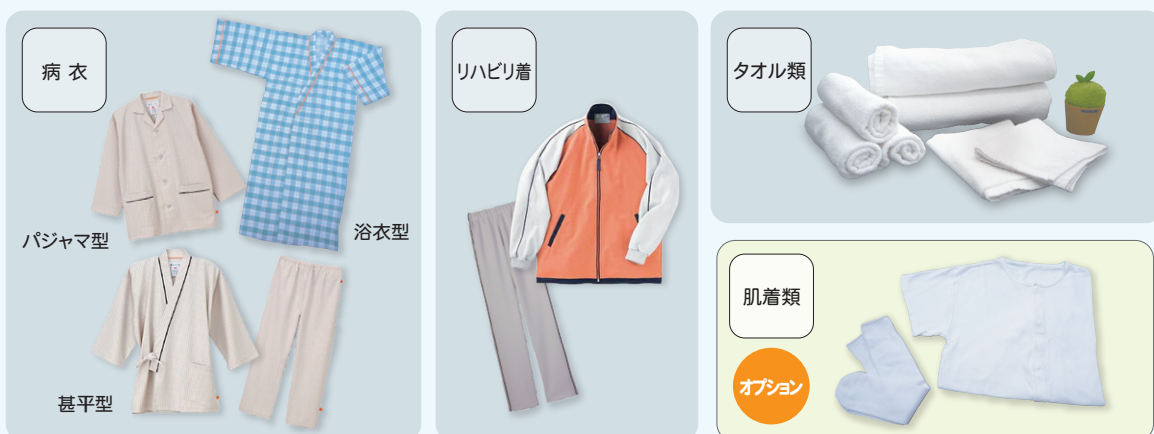 病衣
パジャマ型
浴衣型
甚平型
リハビリ着
タオル類
肌着類
オプション